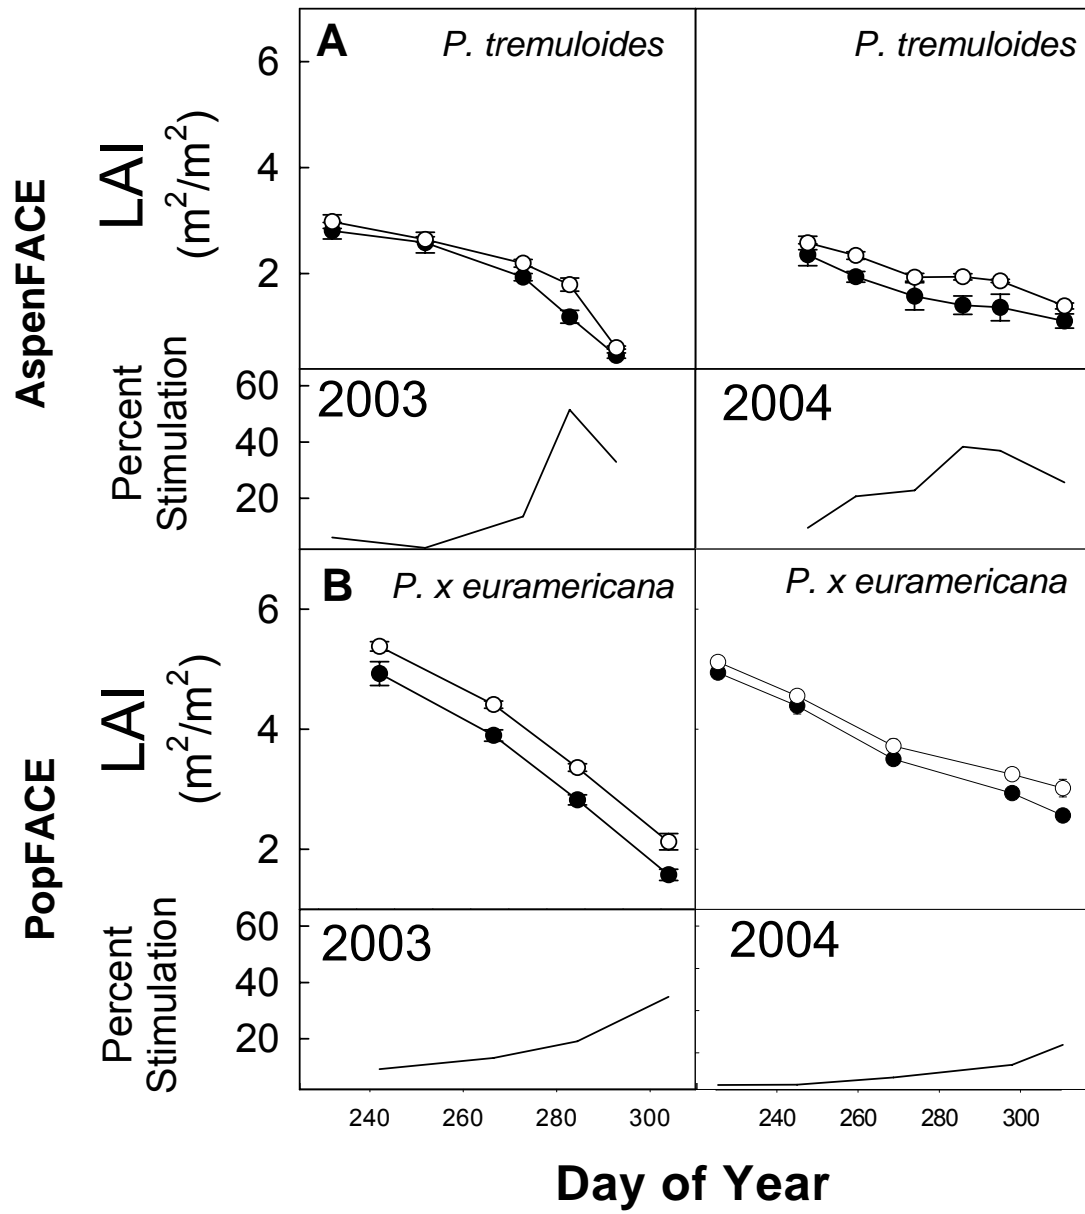 A
P. tremuloides
P. tremuloides
AspenFACE
LAI
(m²/m²)
6
4
2
Percent
Stimulation
60
40
20
2003
2004
B
P. x euramericana
P. x euramericana
PopFACE
LAI
(m²/m²)
6
4
2
Percent
Stimulation
60
40
20
2003
2004
240 260 280 300
240 260 280 300
Day of Year